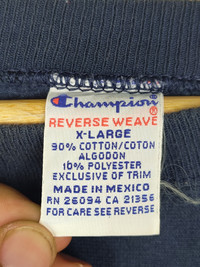 Champion®
REVERSE WEAVE
X-LARGE
90% COTTON/COTON
ALGODON
10% POLYESTER
EXCLUSIVE OF TRIM
MADE IN MEXICO
RN 26094 CA 21356
FOR CARE SEE REVERSE